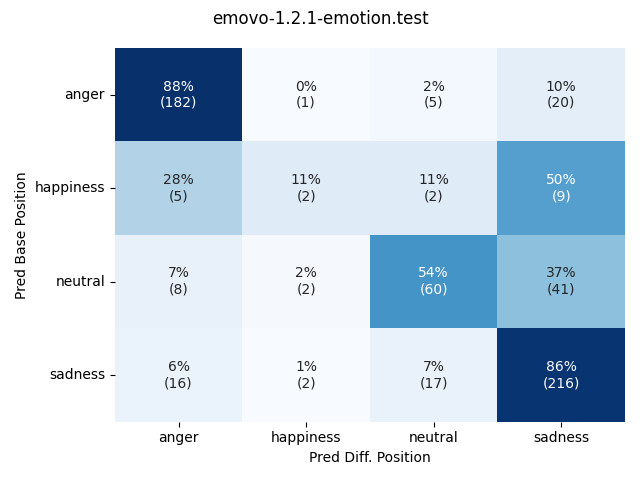 emovo-1.2.1-emotion.test
Pred Base Position
anger
88%
(182)
0%
(1)
2%
(5)
10%
(20)
happiness
28%
(5)
11%
(2)
11%
(2)
50%
(9)
neutral
7%
(8)
2%
(2)
54%
(60)
37%
(41)
sadness
6%
(16)
1%
(2)
7%
(17)
86%
(216)
anger
happiness
neutral
sadness
Pred Diff. Position